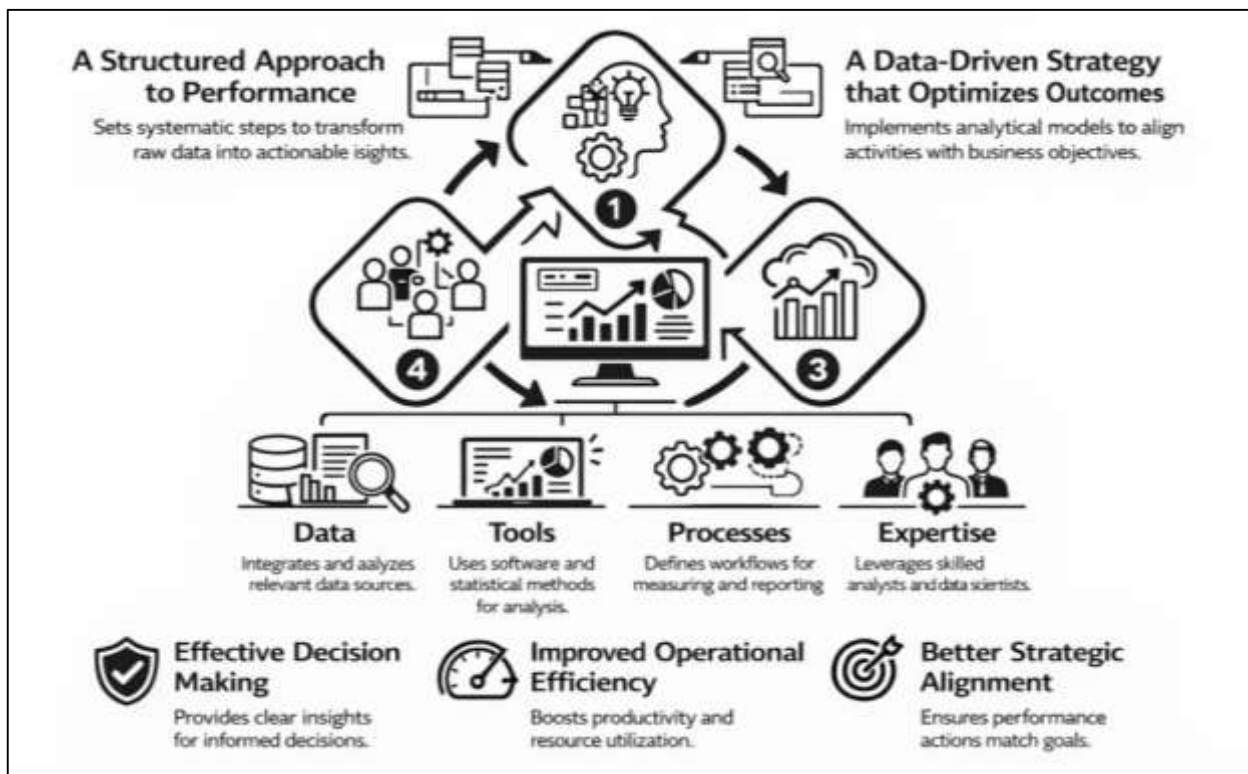 A Structured Approach
to Performance
Sets systematic steps to transform
raw data into actionable isights.
A Data-Driven Strategy
that Optimizes Outcomes
Implements analytical models to align
activities with business objectives.
1
4
3
Data
Integrates and aalyzes
relevant data sources.
Tools
Uses software and
statistical methods
for analysis.
Processes
Defines workflows for
measuring and reporting
Expertise
Leverages skilled
analysts and data scientists.
Effective Decision
Making
Provides clear insights
for informed decisions.
Improved Operational
Efficiency
Boosts productivity and
resource utilization.
Better Strategic
Alignment
Ensures performance
actions match goals.